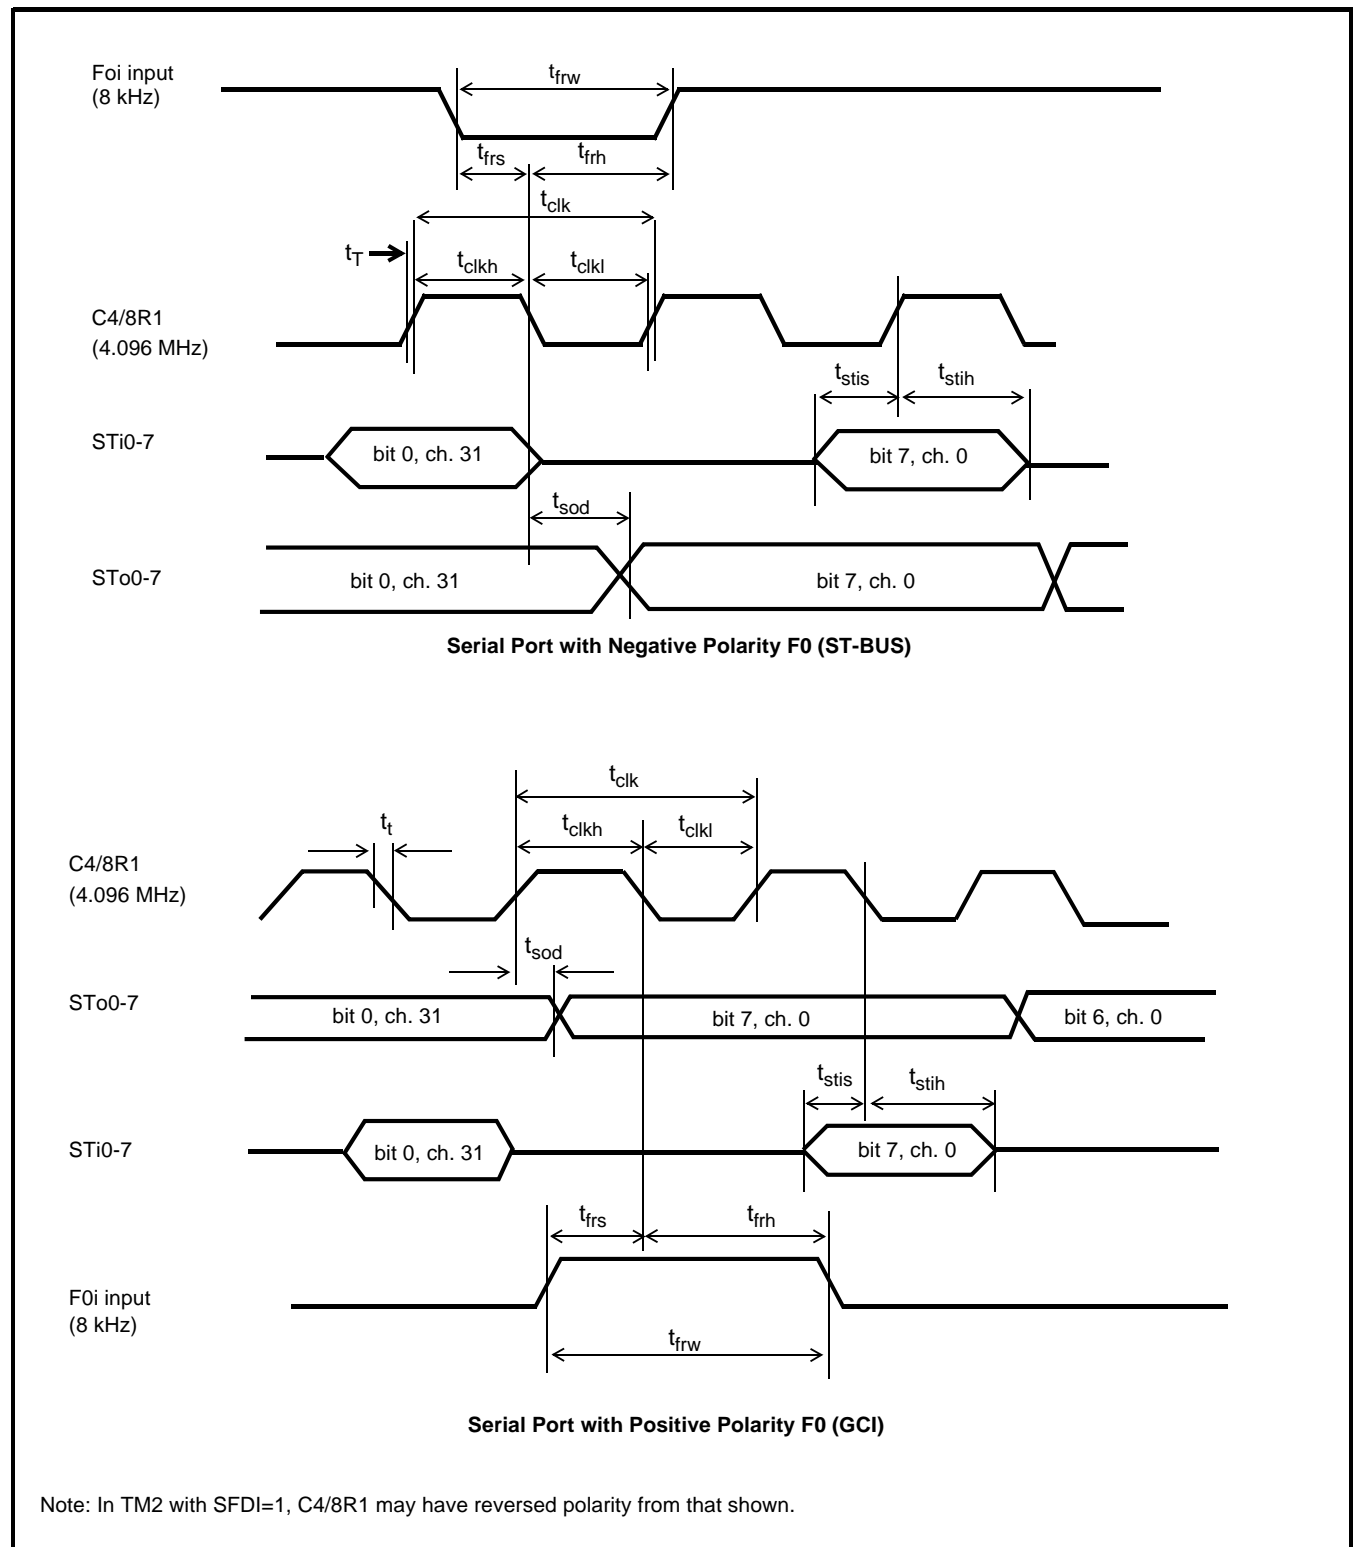 Foi input
(8 kHz)
tfrw
tfrs
tfrh
tclk
tT
tclkh
tclkl
C4/8R1
(4.096 MHz)
tstis
tstih
STi0-7
bit 0, ch. 31
bit 7, ch. 0
tsod
STo0-7
bit 0, ch. 31
bit 7, ch. 0
Serial Port with Negative Polarity F0 (ST-BUS)
tclk
tt
tclkh
tclkl
C4/8R1
(4.096 MHz)
tsod
STo0-7
bit 0, ch. 31
bit 7, ch. 0
bit 6, ch. 0
tstis
tstih
STi0-7
bit 0, ch. 31
bit 7, ch. 0
tfrs
tfrh
F0i input
(8 kHz)
tfrw
Serial Port with Positive Polarity F0 (GCI)
Note: In TM2 with SFDI=1, C4/8R1 may have reversed polarity from that shown.